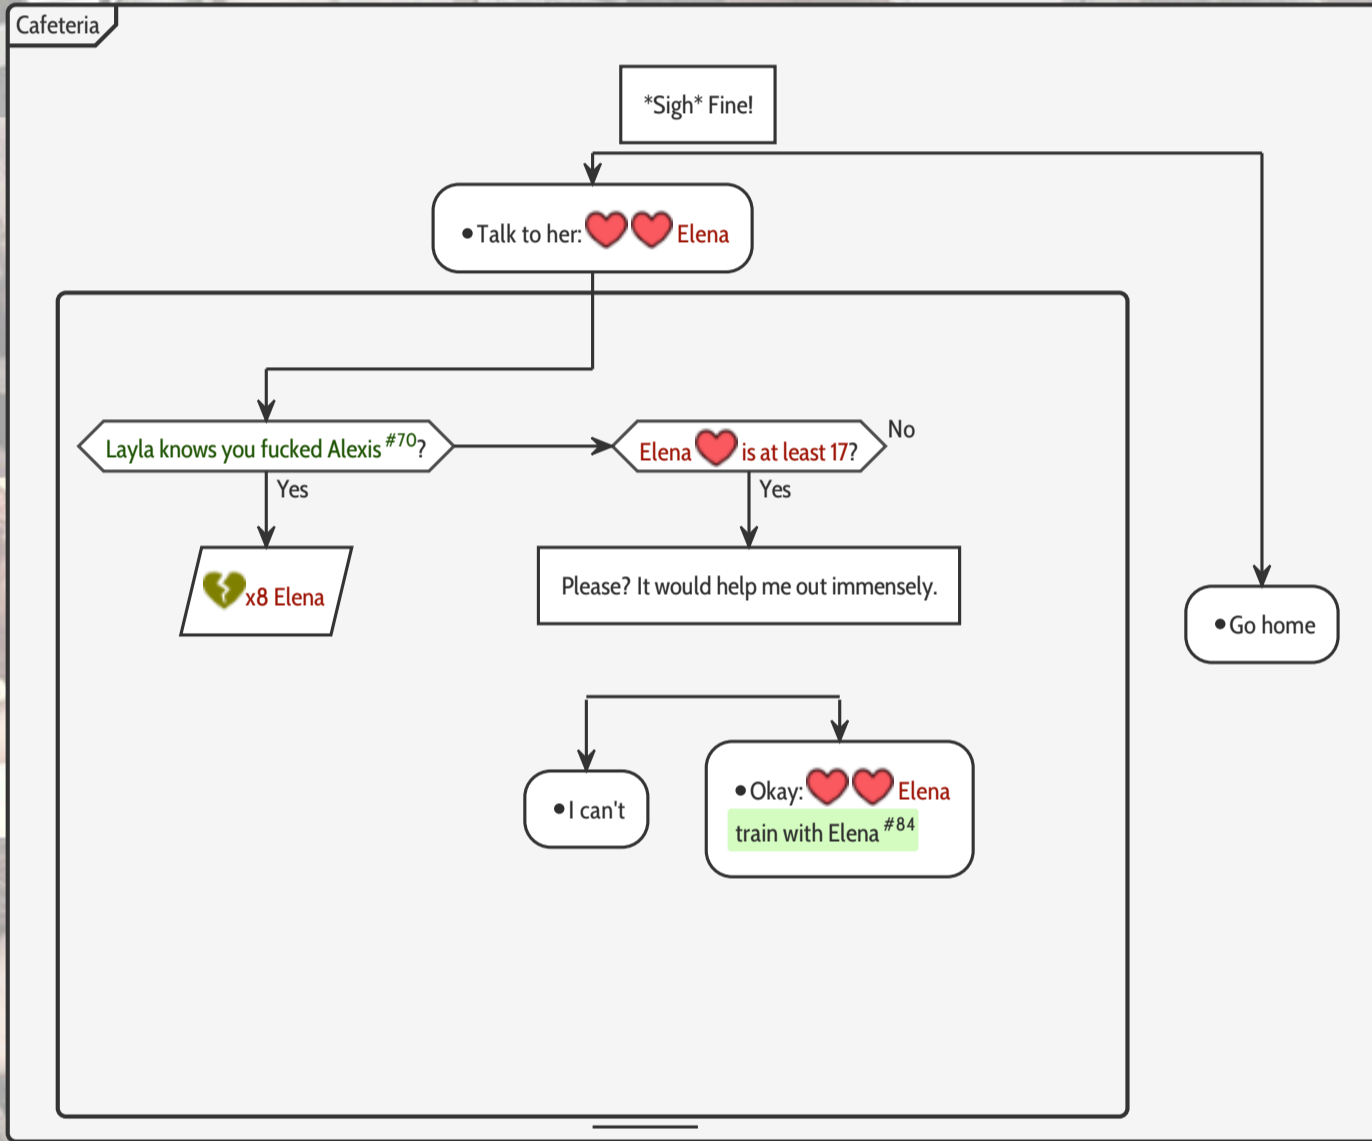 Cafeteria
*Sigh* Fine!
•Talk to her: Elena
Layla knows you fucked Alexis #70?
Elena is at least 17?
No
Yes
Yes
x8 Elena
Please? It would help me out immensely.
•Go home
•I can't
•Okay: Elena
train with Elena #84